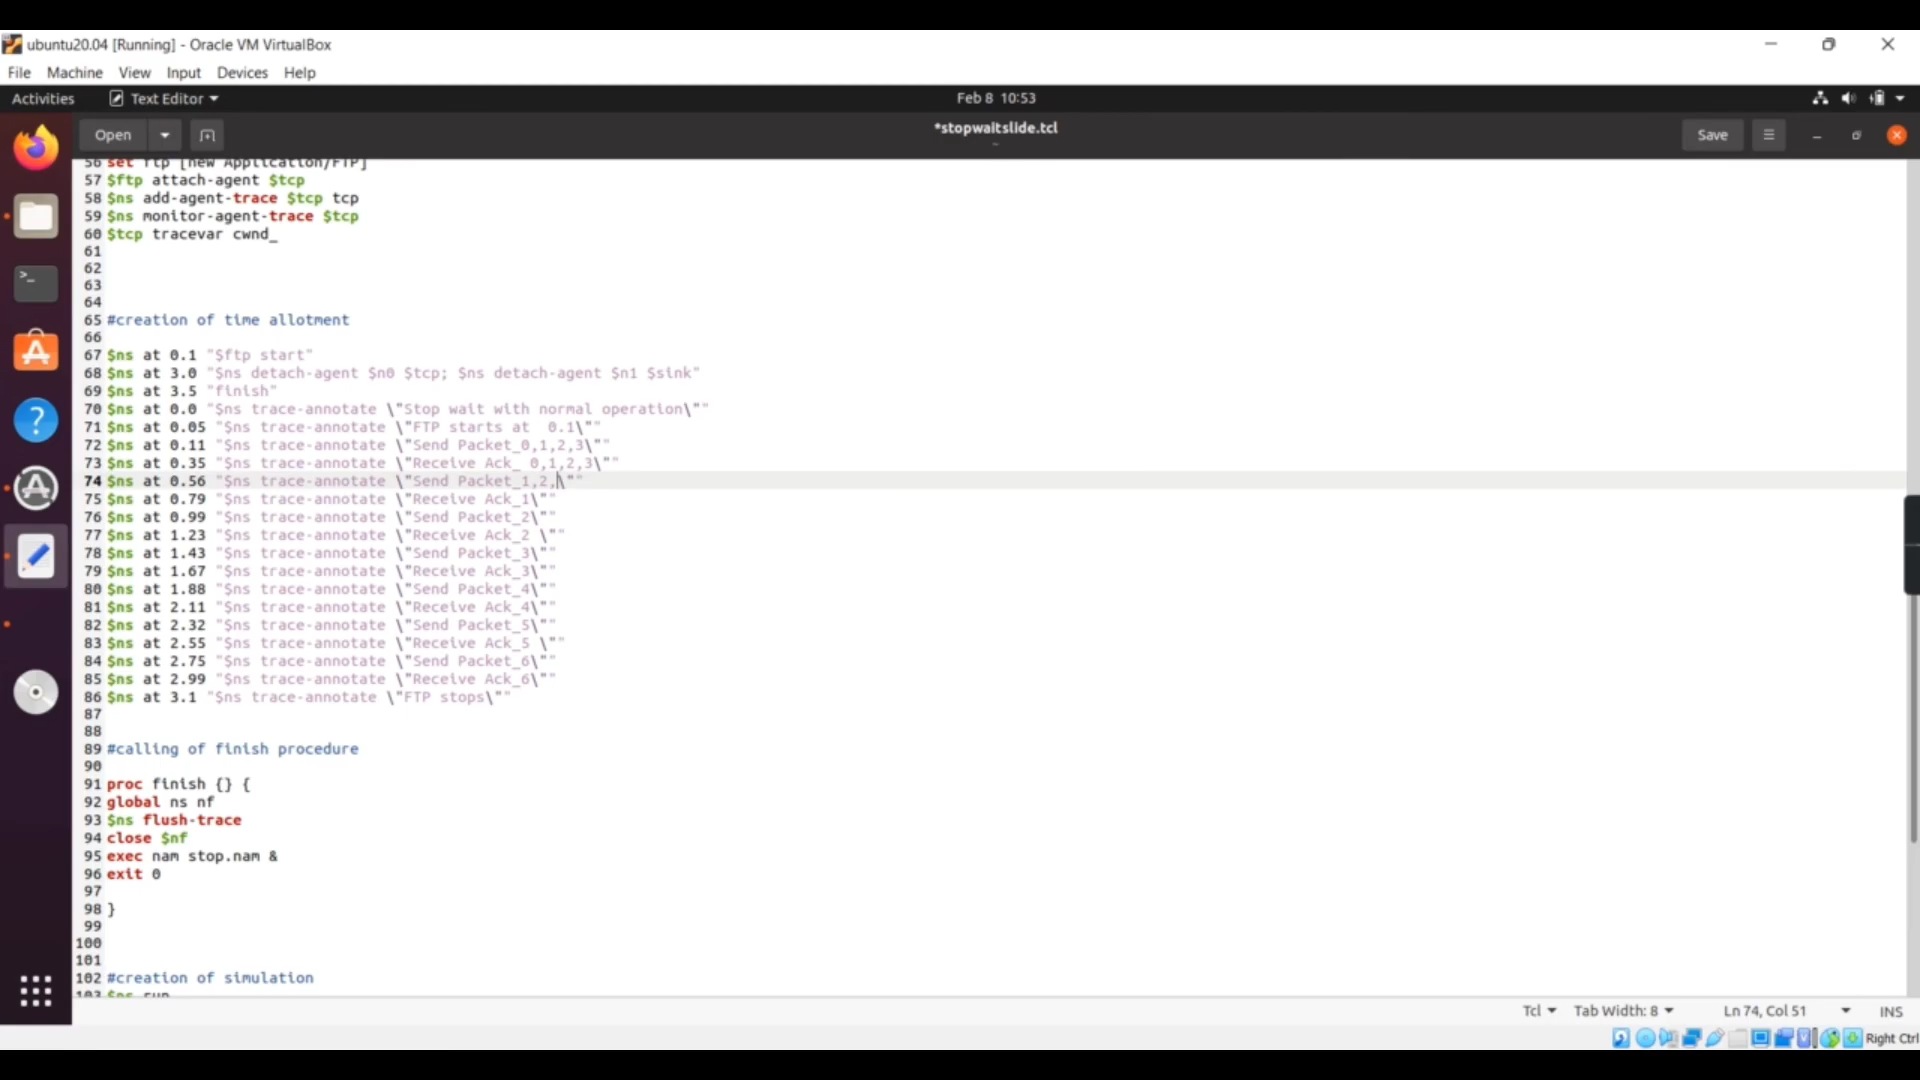 ubuntu20.04 [Running] - Oracle VM VirtualBox
File Machine View Input Devices Help
Activities Text Editor Feb 8 10:53
Open *stopwaitslide.tcl Save
56 set ftp [new Application/FTP]
57 $ftp attach-agent $tcp
58 $ns add-agent-trace $tcp tcp
59 $ns monitor-agent-trace $tcp
60 $tcp tracevar cwnd_
61
62
63
64
65 #creation of time allotment
66
67 $ns at 0.1 "$ftp start"
68 $ns at 3.0 "$ns detach-agent $n0 $tcp; $ns detach-agent $n1 $sink"
69 $ns at 3.5 "finish"
70 $ns at 0.0 "$ns trace-annotate \"Stop wait with normal operation\""
71 $ns at 0.05 "$ns trace-annotate \"FTP starts at  0.1\""
72 $ns at 0.11 "$ns trace-annotate \"Send Packet_0,1,2,3\""
73 $ns at 0.35 "$ns trace-annotate \"Receive Ack_ 0,1,2,3\""
74 $ns at 0.56 "$ns trace-annotate \"Send Packet_1,2,\""
75 $ns at 0.79 "$ns trace-annotate \"Receive Ack_1\""
76 $ns at 0.99 "$ns trace-annotate \"Send Packet_2\""
77 $ns at 1.23 "$ns trace-annotate \"Receive Ack_2 \""
78 $ns at 1.43 "$ns trace-annotate \"Send Packet_3\""
79 $ns at 1.67 "$ns trace-annotate \"Receive Ack_3\""
80 $ns at 1.88 "$ns trace-annotate \"Send Packet_4\""
81 $ns at 2.11 "$ns trace-annotate \"Receive Ack_4\""
82 $ns at 2.32 "$ns trace-annotate \"Send Packet_5\""
83 $ns at 2.55 "$ns trace-annotate \"Receive Ack_5 \""
84 $ns at 2.75 "$ns trace-annotate \"Send Packet_6\""
85 $ns at 2.99 "$ns trace-annotate \"Receive Ack_6\""
86 $ns at 3.1 "$ns trace-annotate \"FTP stops\""
87
88
89 #calling of finish procedure
90
91 proc finish {} {
92 global ns nf
93 $ns flush-trace
94 close $nf
95 exec nam stop.nam &
96 exit 0
97
98 }
99
100
101
102 #creation of simulation
103 $ns run
Tcl Tab Width: 8 Ln 74, Col 51 INS
Right Ctrl